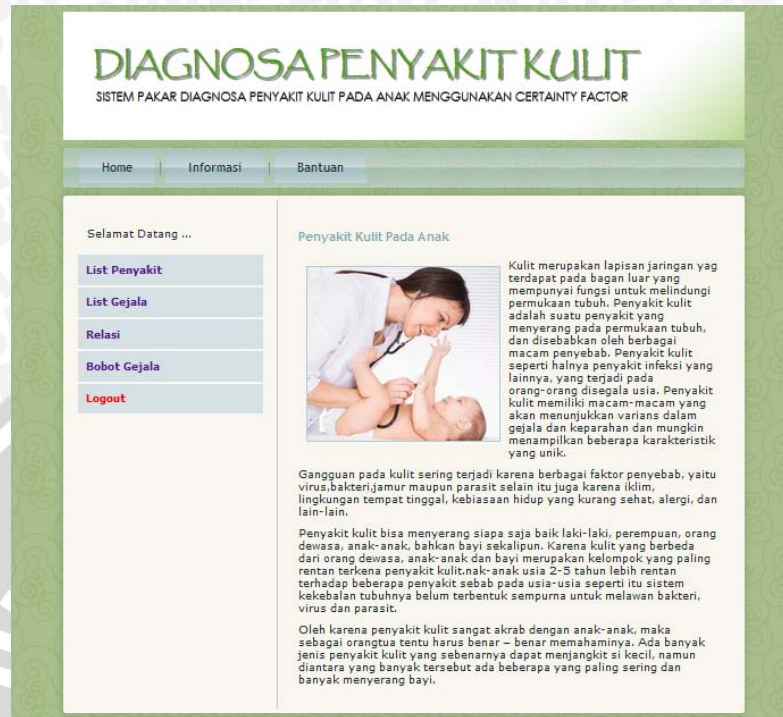 DIAGNOSA PENYAKIT KULIT
SISTEM PAKAR DIAGNOSA PENYAKIT KULIT PADA ANAK MENGGUNAKAN CERTAINTY FACTOR
Home | Informasi | Bantuan
Selamat Datang ...
List Penyakit
List Gejala
Relasi
Bobot Gejala
Logout
Penyakit Kulit Pada Anak
Kulit merupakan lapisan jaringan yag
terdapat pada bagan luar yang
mempunyai fungsi untuk melindungi
permukaan tubuh. Penyakit kulit
adalah suatu penyakit yang
menyerang pada permukaan tubuh,
dan disebabkan oleh berbagai
macam penyebab. Penyakit kulit
seperti halnya penyakit infeksi yang
lainnya, yang terjadi pada
orang-orang disegala usia. Penyakit
kulit memiliki macam-macam yang
akan menunjukkan varians dalam
gejala dan keparahan dan mungkin
menampilkan beberapa karakteristik
yang unik.
Gangguan pada kulit sering terjadi karena berbagai faktor penyebab, yaitu
virus,bakteri,jamur maupun parasit selain itu juga karena iklim,
lingkungan tempat tinggal, kebiasaan hidup yang kurang sehat, alergi, dan
lain-lain.
Penyakit kulit bisa menyerang siapa saja baik laki-laki, perempuan, orang
dewasa, anak-anak, bahkan bayi sekalipun. Karena kulit yang berbeda
dari orang dewasa, anak-anak dan bayi merupakan kelompok yang paling
rentan terkena penyakit kulit.nak-anak usia 2-5 tahun lebih rentan
terhadap beberapa penyakit sebab pada usia-usia seperti itu sistem
kekebalan tubuhnya belum terbentuk sempurna untuk melawan bakteri,
virus dan parasit.
Oleh karena penyakit kulit sangat akrab dengan anak-anak, maka
sebagai orangtua tentu harus benar – benar memahaminya. Ada banyak
jenis penyakit kulit yang sebenarnya dapat menjangkit si kecil, namun
diantara yang banyak tersebut ada beberapa yang paling sering dan
banyak menyerang bayi.